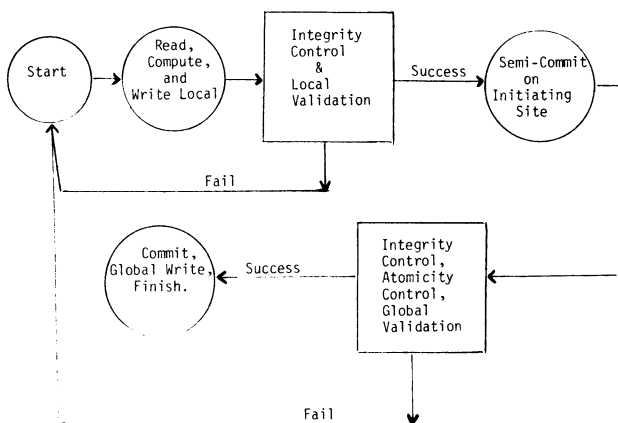 Start
Read,
Compute,
and
Write Local
Integrity
Control
&
Local
Validation
Success
Semi-Commit
on
Initiating
Site
Fail
Commit,
Global Write,
Finish.
Success
Integrity
Control,
Atomicity
Control,
Global
Validation
Fail